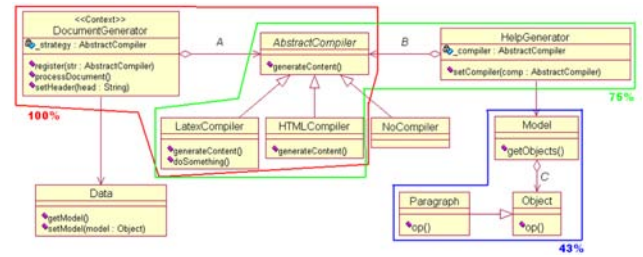 <<Context>>
DocumentGenerator
_strategy : AbstractCompiler
register(str : AbstractCompiler)
processDocument()
setHeader(head : String)
A
AbstractCompiler
generateContent()
B
HelpGenerator
_compiler : AbstractCompiler
setCompiler(comp : AbstractCompiler)
75%
100%
LatexCompiler
generateContent()
doSomething()
HTMLCompiler
generateContent()
NoCompiler
Model
getObjects()
C
Data
getModel()
setModel(model : Object)
Paragraph
op()
Object
op()
43%